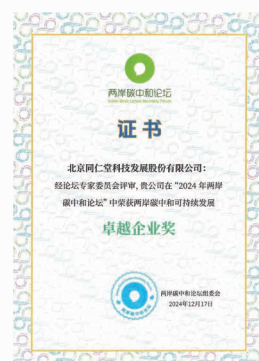 两岸碳中和论坛
证书
北京同仁堂科技发展股份有限公司：
经论坛专家委员会评审，贵公司在“2024 年两岸
碳中和论坛”中荣获两岸碳中和可持续发展
卓越企业奖
两岸碳中和论坛组委会
2024年12月17日